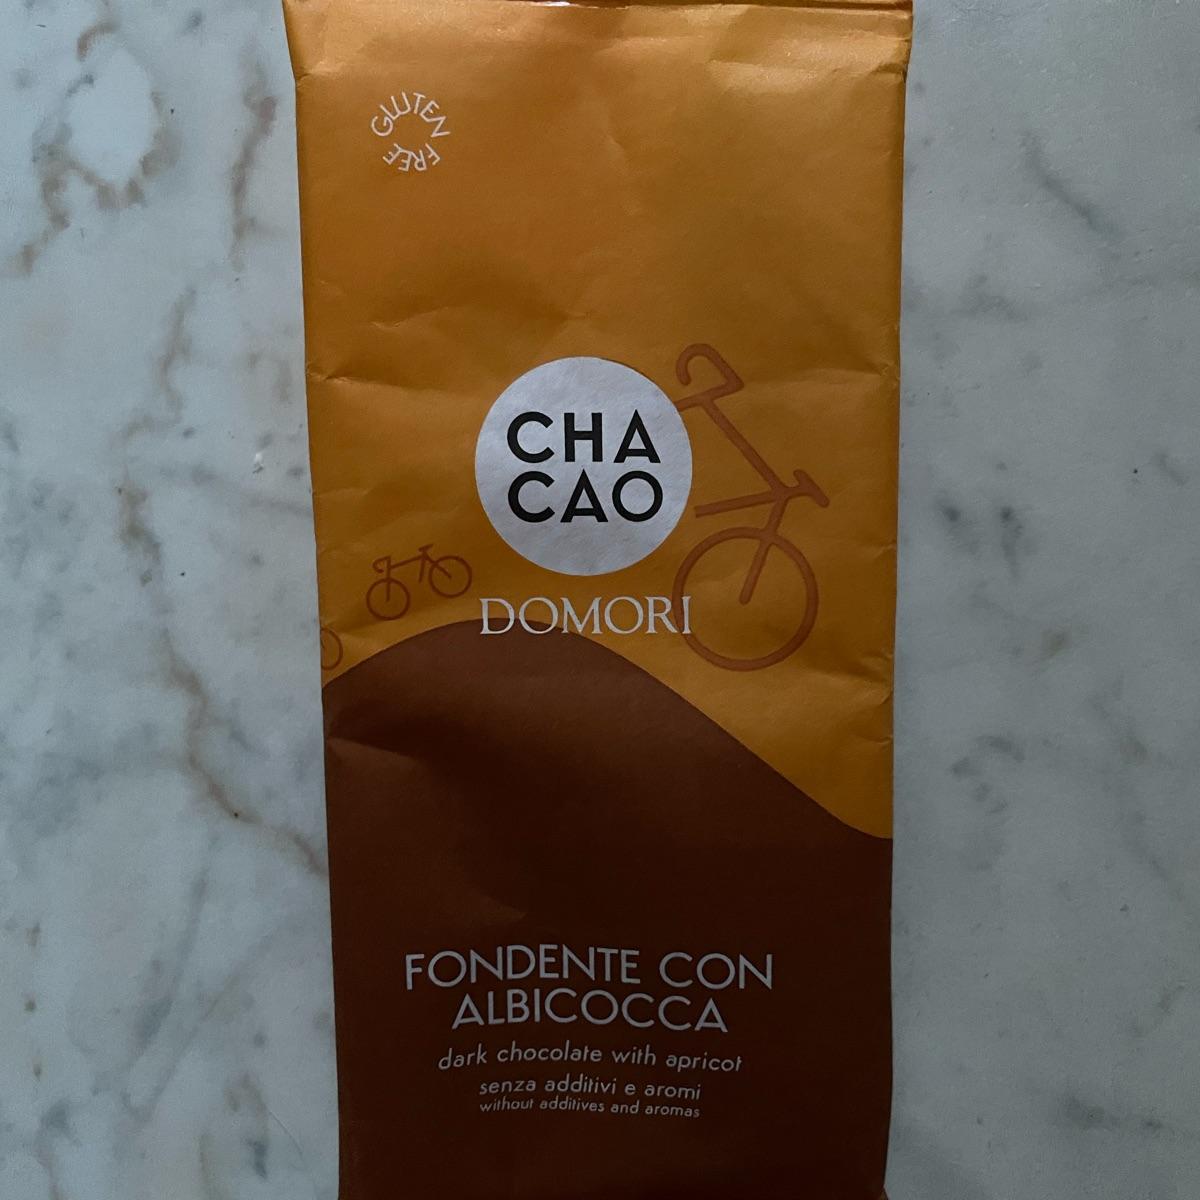 GLUTEN
FREE
CHA
CAO
DOMORI
FONDENTE CON
ALBICOCCA
dark chocolate with apricot
senza additivi e aromi
without additives and aromas